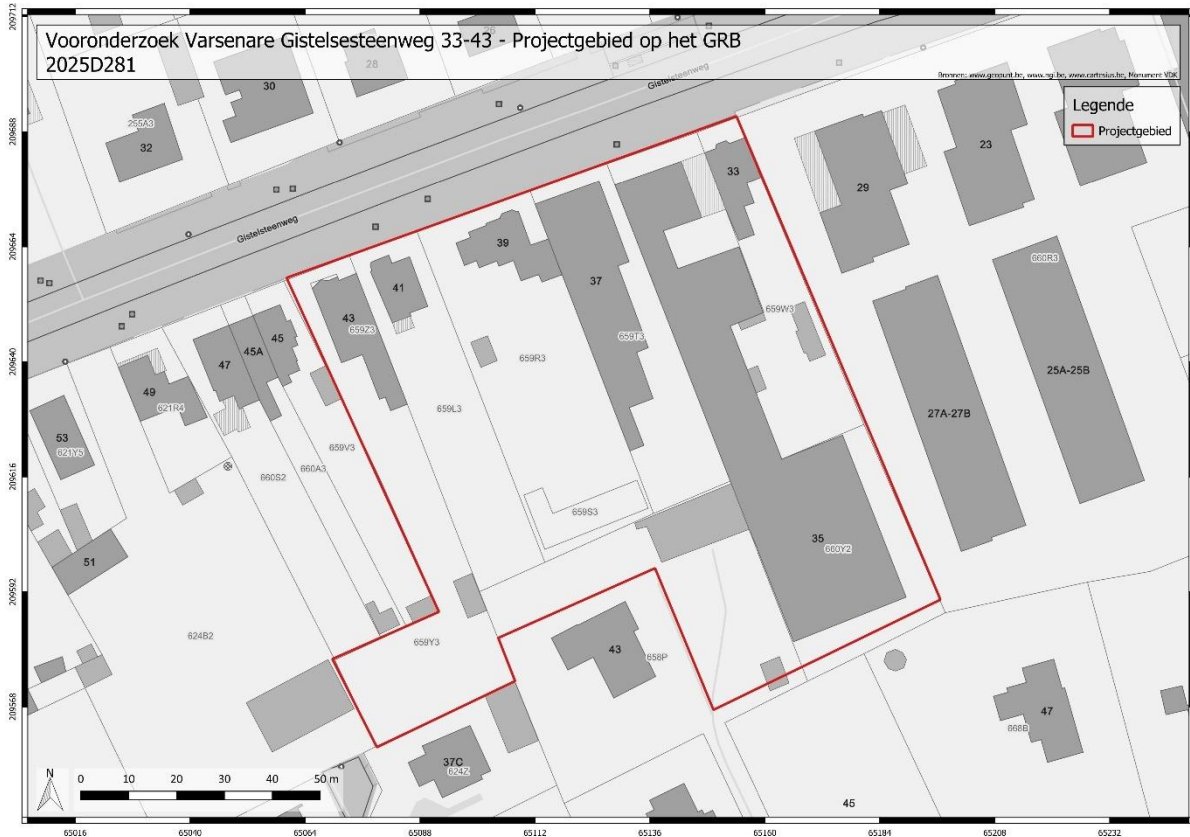 Vooronderzoek Varsenare Gistelsesteenweg 33-43 - Projectgebied op het GRB
2025D281
Bronnen: www.geopunt.be, www.ngi.be, www.cartesius.be, Monument VDK
Legende
Projectgebied
Gistelsteenweg
Gistelsteenweg
26
28
30
32
255A3
23
29
33
39
37
41
43
659Z3
45
45A
47
49
621R4
53
621Y5
51
659W3
659T3
659R3
659L3
659V3
660A3
660S2
659S3
660R3
25A-25B
27A-27B
35
660Y2
624B2
659Y3
43
658P
37C
624Z
47
668B
45
N
0 10 20 30 40 50 m
209712
209688
209664
209640
209616
209592
209568
65016 65040 65064 65088 65112 65136 65160 65184 65208 65232